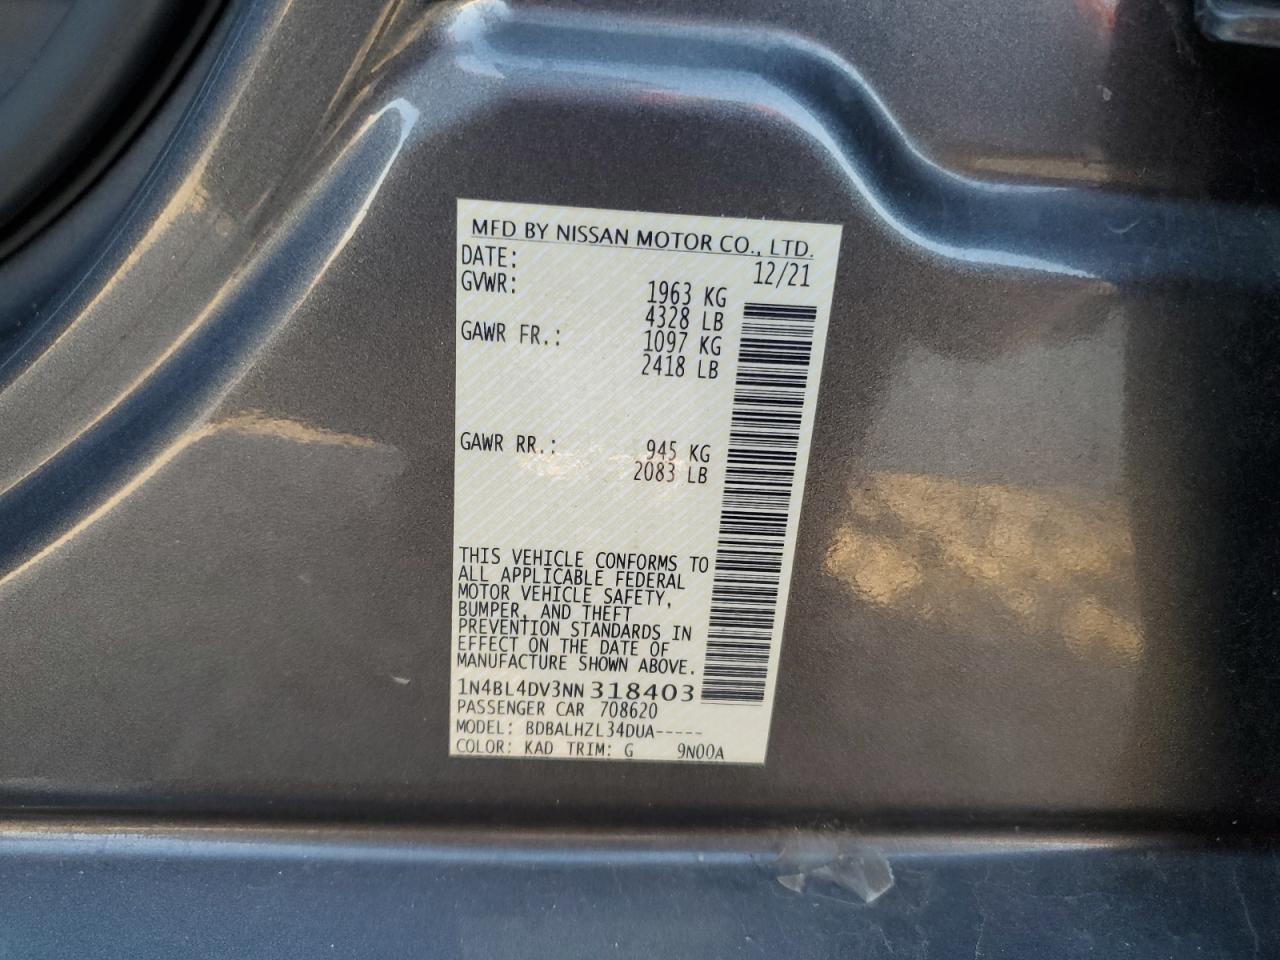 MFD BY NISSAN MOTOR CO., LTD.
DATE: 12/21
GVWR: 1963 KG
4328 LB
GAWR FR.: 1097 KG
2418 LB
GAWR RR.: 945 KG
2083 LB
THIS VEHICLE CONFORMS TO
ALL APPLICABLE FEDERAL
MOTOR VEHICLE SAFETY,
BUMPER, AND THEFT
PREVENTION STANDARDS IN
EFFECT ON THE DATE OF
MANUFACTURE SHOWN ABOVE.
1N4BL4DV3NN318403
PASSENGER CAR 708620
MODEL: BDBALHZL34DUA-----
COLOR: KAD TRIM: G 9N00A